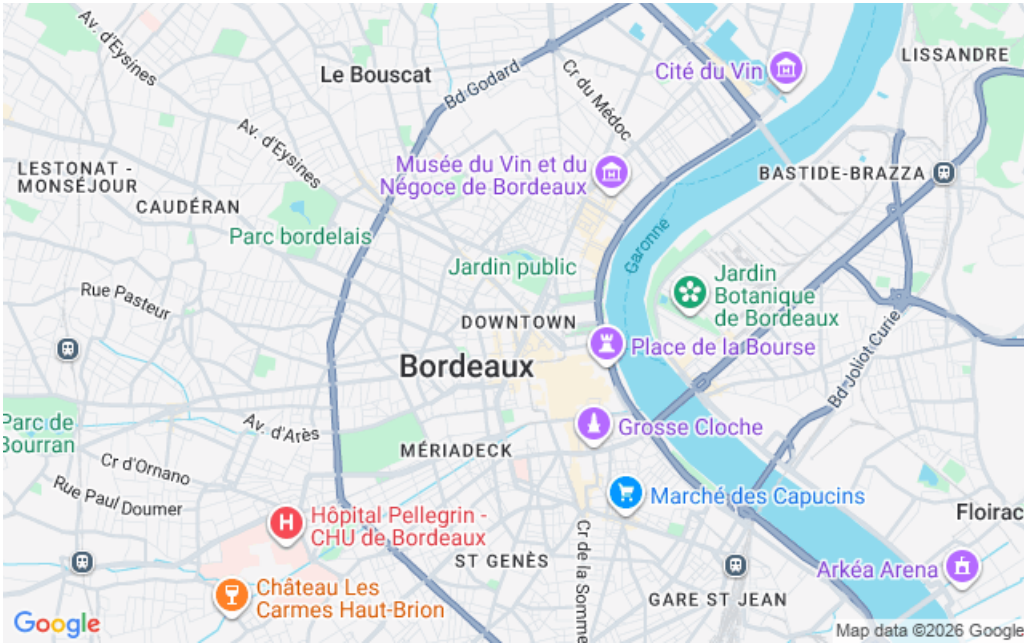 Av. d'Eysines
Le Bouscat
Bd Godard
Cr du Médoc
Cité du Vin
LISSANDRE
Av. d'Eysines
LESTONAT -
MONSÉJOUR
CAUDÉRAN
Musée du Vin et du
Négoce de Bordeaux
BASTIDE-BRAZZA
Parc bordelais
Garonne
Jardin public
Jardin
Botanique
de Bordeaux
Rue Pasteur
DOWNTOWN
Place de la Bourse
Bordeaux
Bd Joliot Curie
Parc de
Bourran
Av. d'Arès
Grosse Cloche
MÉRIADECK
Cr d'Ornano
Rue Paul Doumer
Marché des Capucins
Floirac
H
Hôpital Pellegrin -
CHU de Bordeaux
Cr de la Somme
ST GENÈS
Arkéa Arena
Château Les
Carmes Haut-Brion
GARE ST JEAN
Google
Map data ©2026 Google